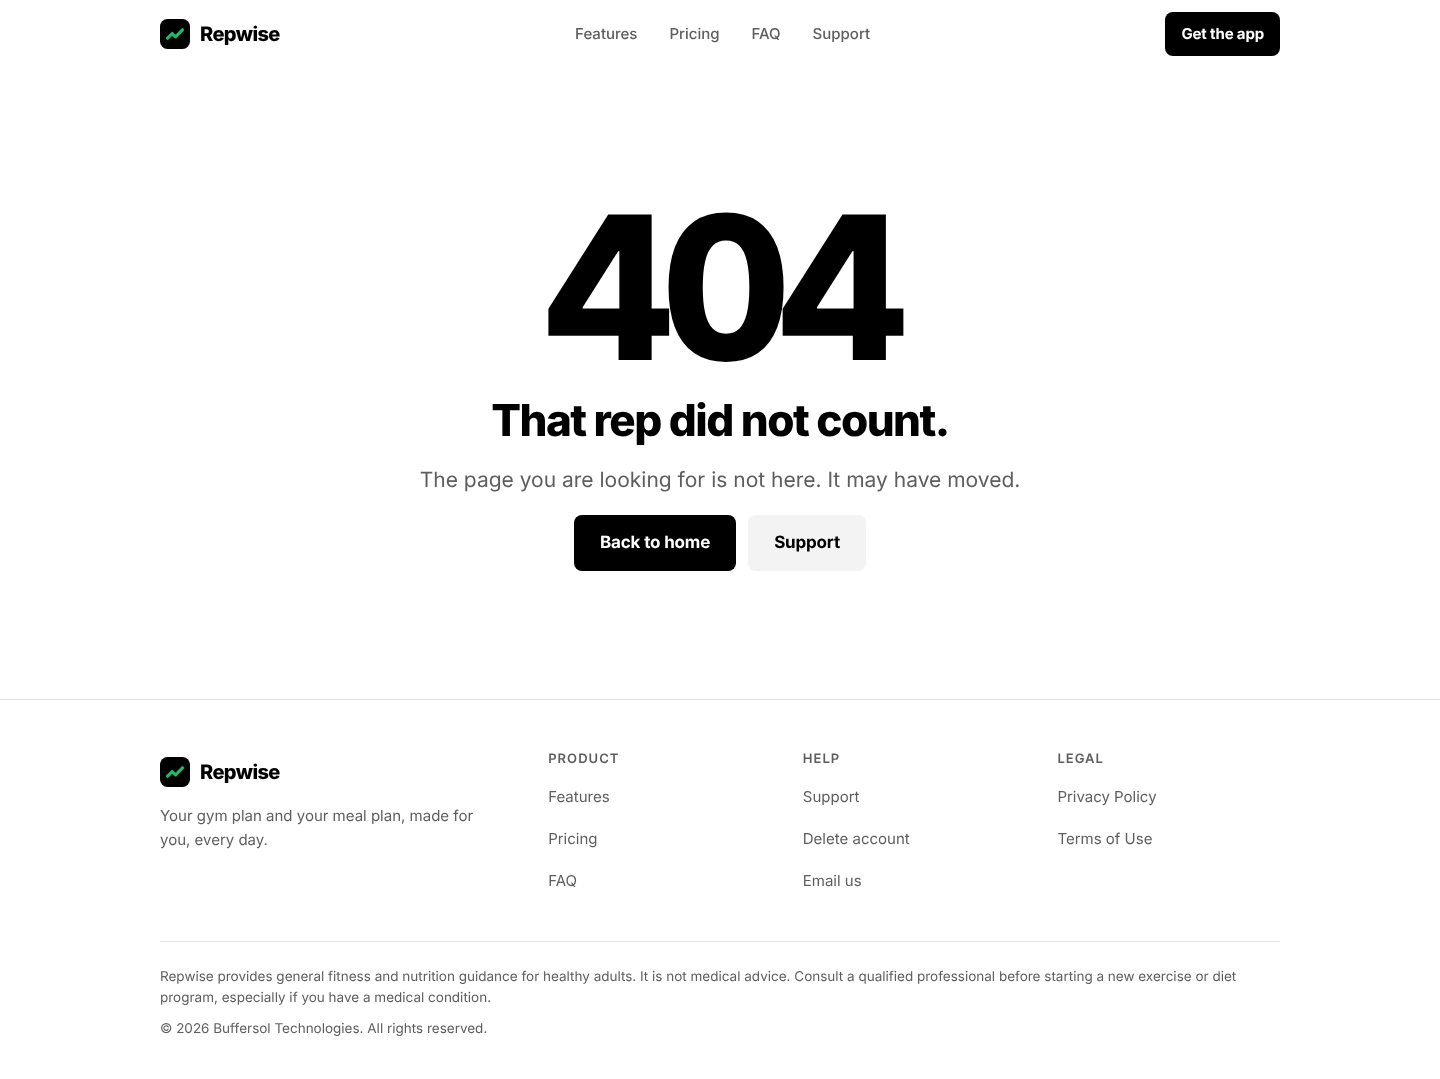 Repwise
Features
Pricing
FAQ
Support
Get the app
404
That rep did not count.
The page you are looking for is not here. It may have moved.
Back to home
Support
Repwise
Your gym plan and your meal plan, made for
you, every day.
PRODUCT
Features
Pricing
FAQ
HELP
Support
Delete account
Email us
LEGAL
Privacy Policy
Terms of Use
Repwise provides general fitness and nutrition guidance for healthy adults. It is not medical advice. Consult a qualified professional before starting a new exercise or diet
program, especially if you have a medical condition.
© 2026 Buffersol Technologies. All rights reserved.